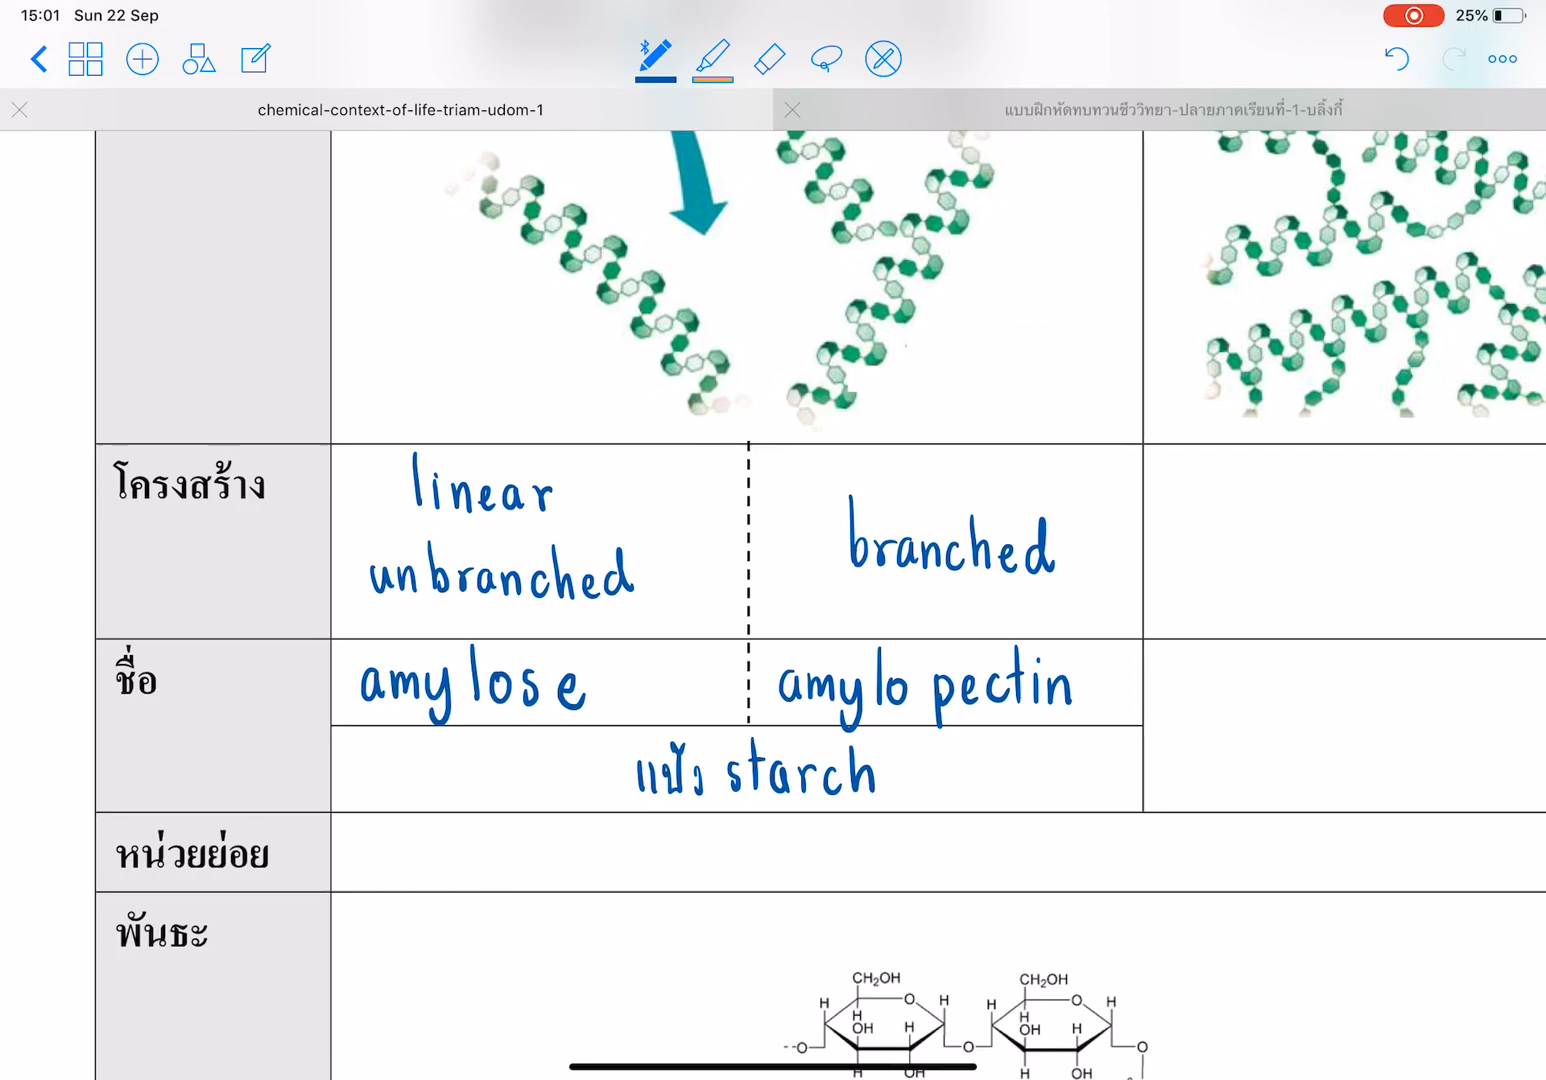 15:01 Sun 22 Sep
25%
chemical-context-of-life-triam-udom-1
แบบฝึกหัดทบทวนชีววิทยา-ปลายภาคเรียนที่-1-บลิ้งกี้
โครงสร้าง
linear
unbranched
branched
ชื่อ
amylose
amylo pectin
แป้ง starch
หน่วยย่อย
พันธะ
CH₂OH CH₂OH
H O H H O H
H H
OH H OH H
--O O O
H OH H OH